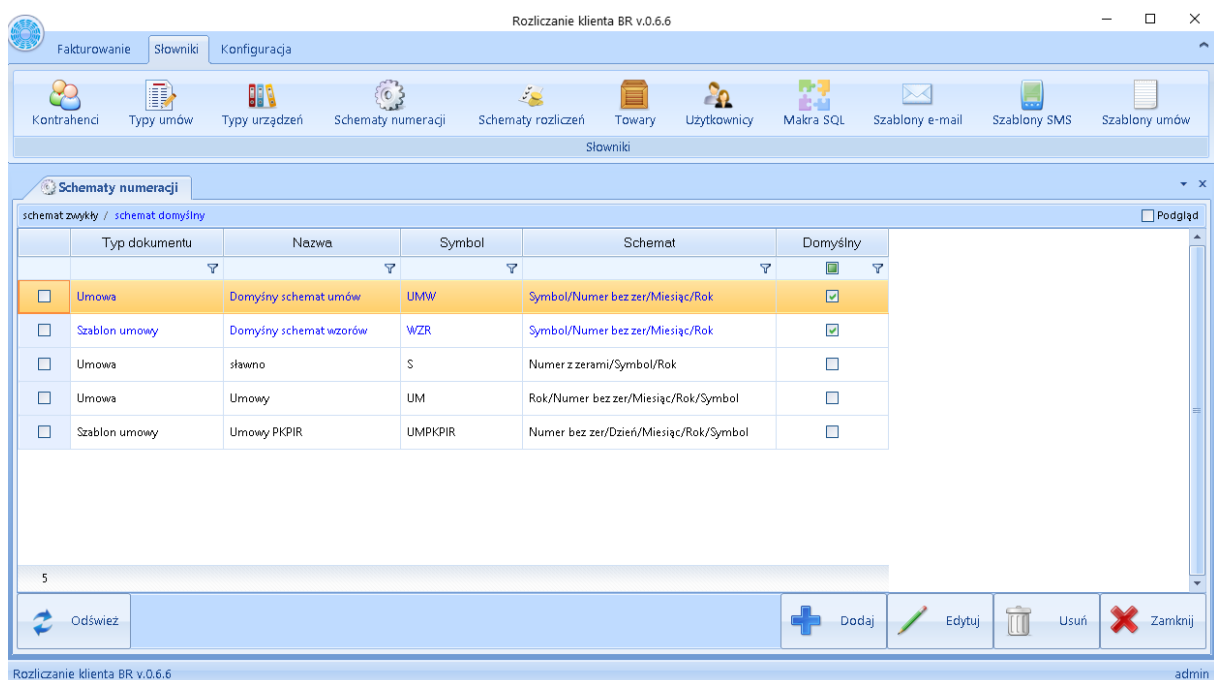 Rozliczanie klienta BR v.0.6.6
Fakturowanie Słowniki Konfiguracja
Kontrahenci Typy umów Typy urządzeń Schematy numeracji Schematy rozliczeń Towary Użytkownicy Makra SQL Szablony e-mail Szablony SMS Szablony umów
Słowniki
Schematy numeracji
schemat zwykły / schemat domyślny Podgląd
Typ dokumentu Nazwa Symbol Schemat Domyślny
Umowa Domyśny schemat umów UMW Symbol/Numer bez zer/Miesiąc/Rok
Szablon umowy Domyśny schemat wzorów WZR Symbol/Numer bez zer/Miesiąc/Rok
Umowa sławno S Numer z zerami/Symbol/Rok
Umowa Umowy UM Rok/Numer bez zer/Miesiąc/Rok/Symbol
Szablon umowy Umowy PKPIR UMPKPIR Numer bez zer/Dzień/Miesiąc/Rok/Symbol
5
Odśwież Dodaj Edytuj Usuń Zamknij
Rozliczanie klienta BR v.0.6.6 admin